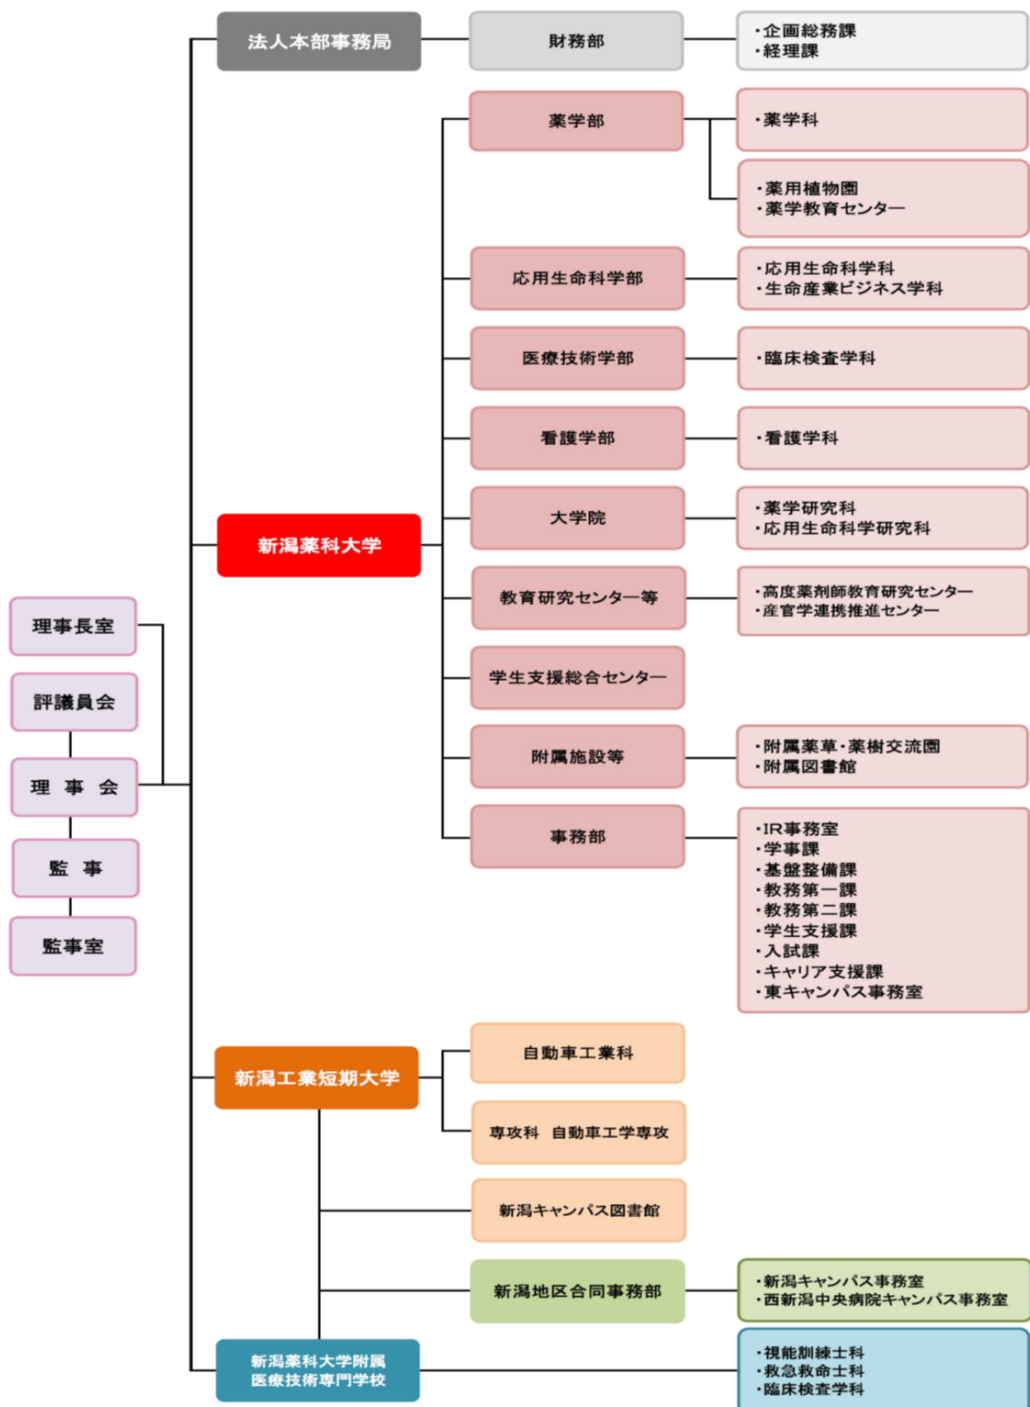 法人本部事務局
財務部
・企画総務課
・経理課
薬学部
・薬学科
・薬用植物園
・薬学教育センター
応用生命科学部
・応用生命科学科
・生命産業ビジネス学科
医療技術学部
・臨床検査学科
看護学部
・看護学科
新潟薬科大学
大学院
・薬学研究科
・応用生命科学研究科
教育研究センター等
・高度薬剤師教育研究センター
・産官学連携推進センター
学生支援総合センター
附属施設等
・附属薬草・薬樹交流園
・附属図書館
事務部
・IR事務室
・学事課
・基盤整備課
・教務第一課
・教務第二課
・学生支援課
・入試課
・キャリア支援課
・東キャンパス事務室
理事長室
評議員会
理 事 会
監 事
監事室
新潟工業短期大学
自動車工業科
専攻科 自動車工学専攻
新潟キャンパス図書館
新潟地区合同事務部
・新潟キャンパス事務室
・西新潟中央病院キャンパス事務室
新潟薬科大学附属
医療技術専門学校
・視能訓練士科
・救急救命士科
・臨床検査学科